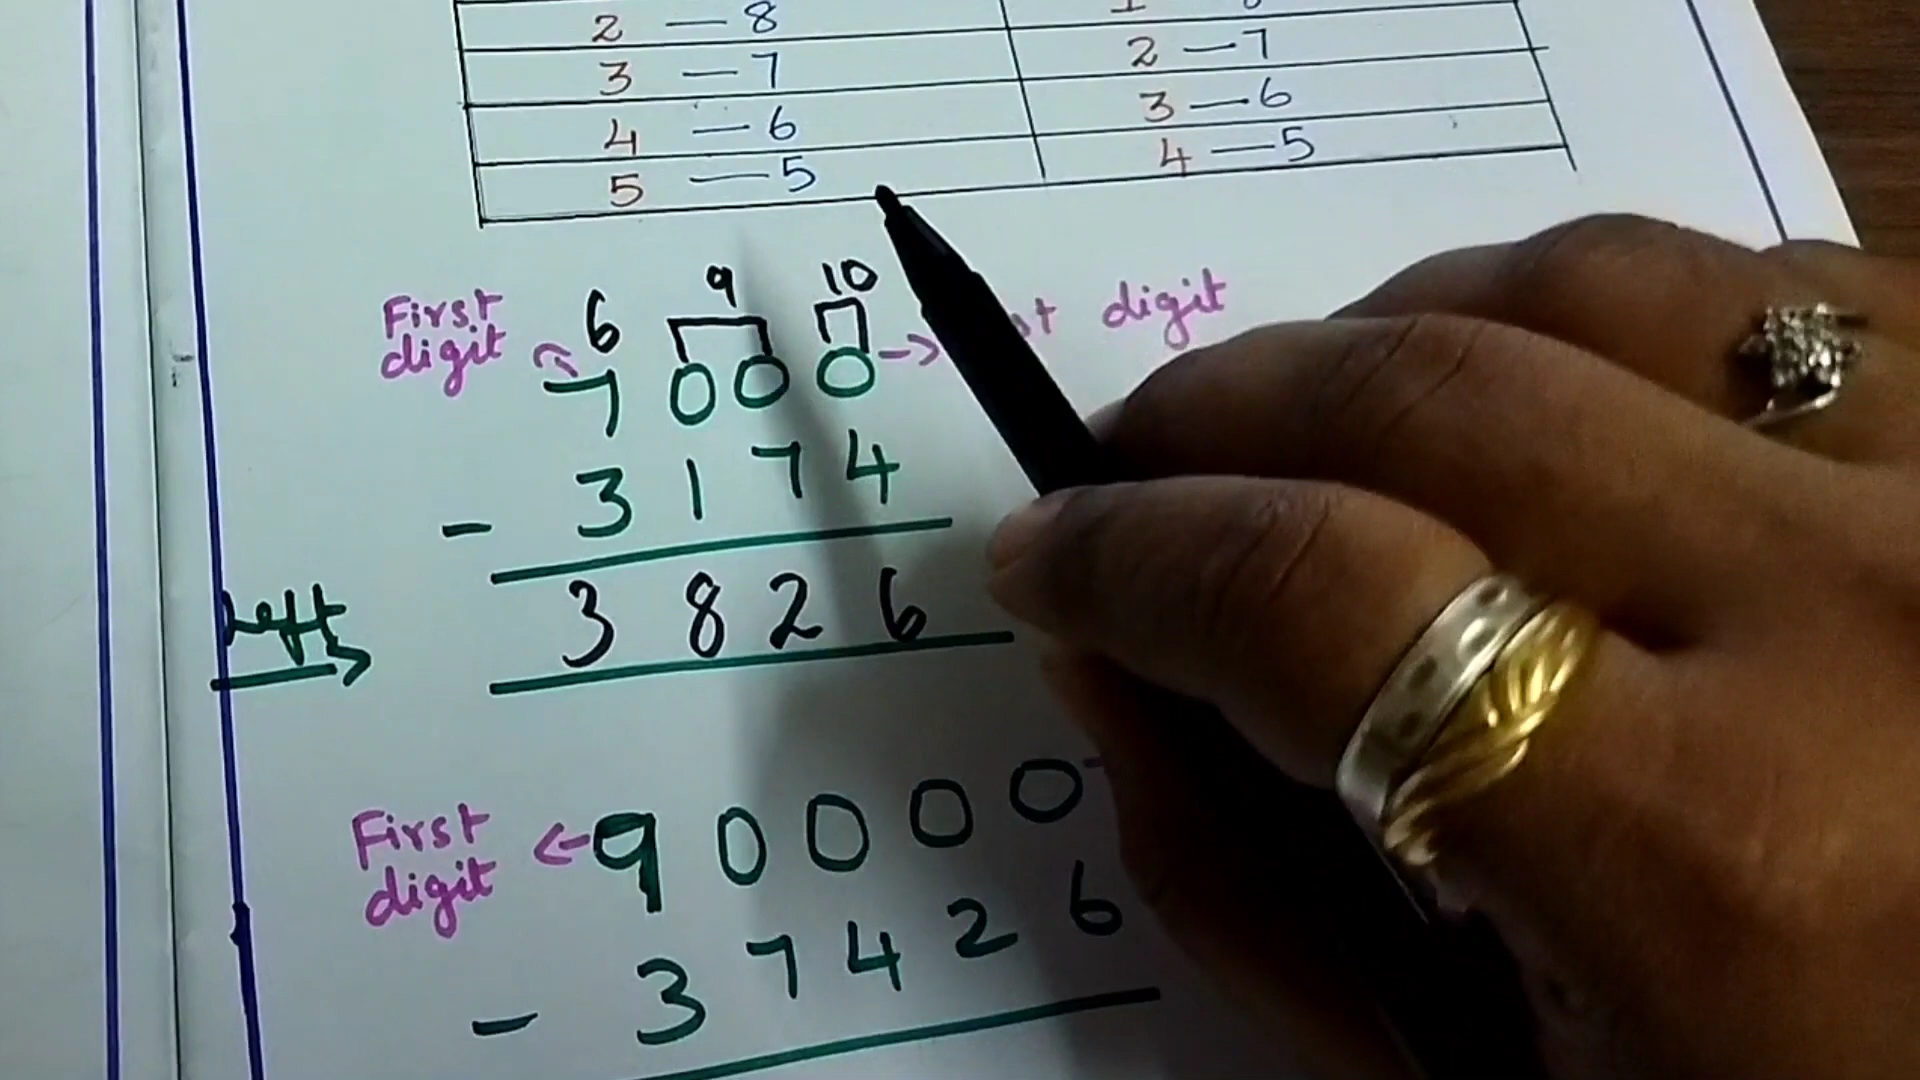 2 — 8
3 — 7
2 — 7
4 — 6
3 — 6
5 — 5
4 — 5
First digit
6 9 10
digit
7 0 0 0
- 3 1 7 4
Left
3 8 2 6
First digit
9 0 0 0 0
- 3 7 4 2 6